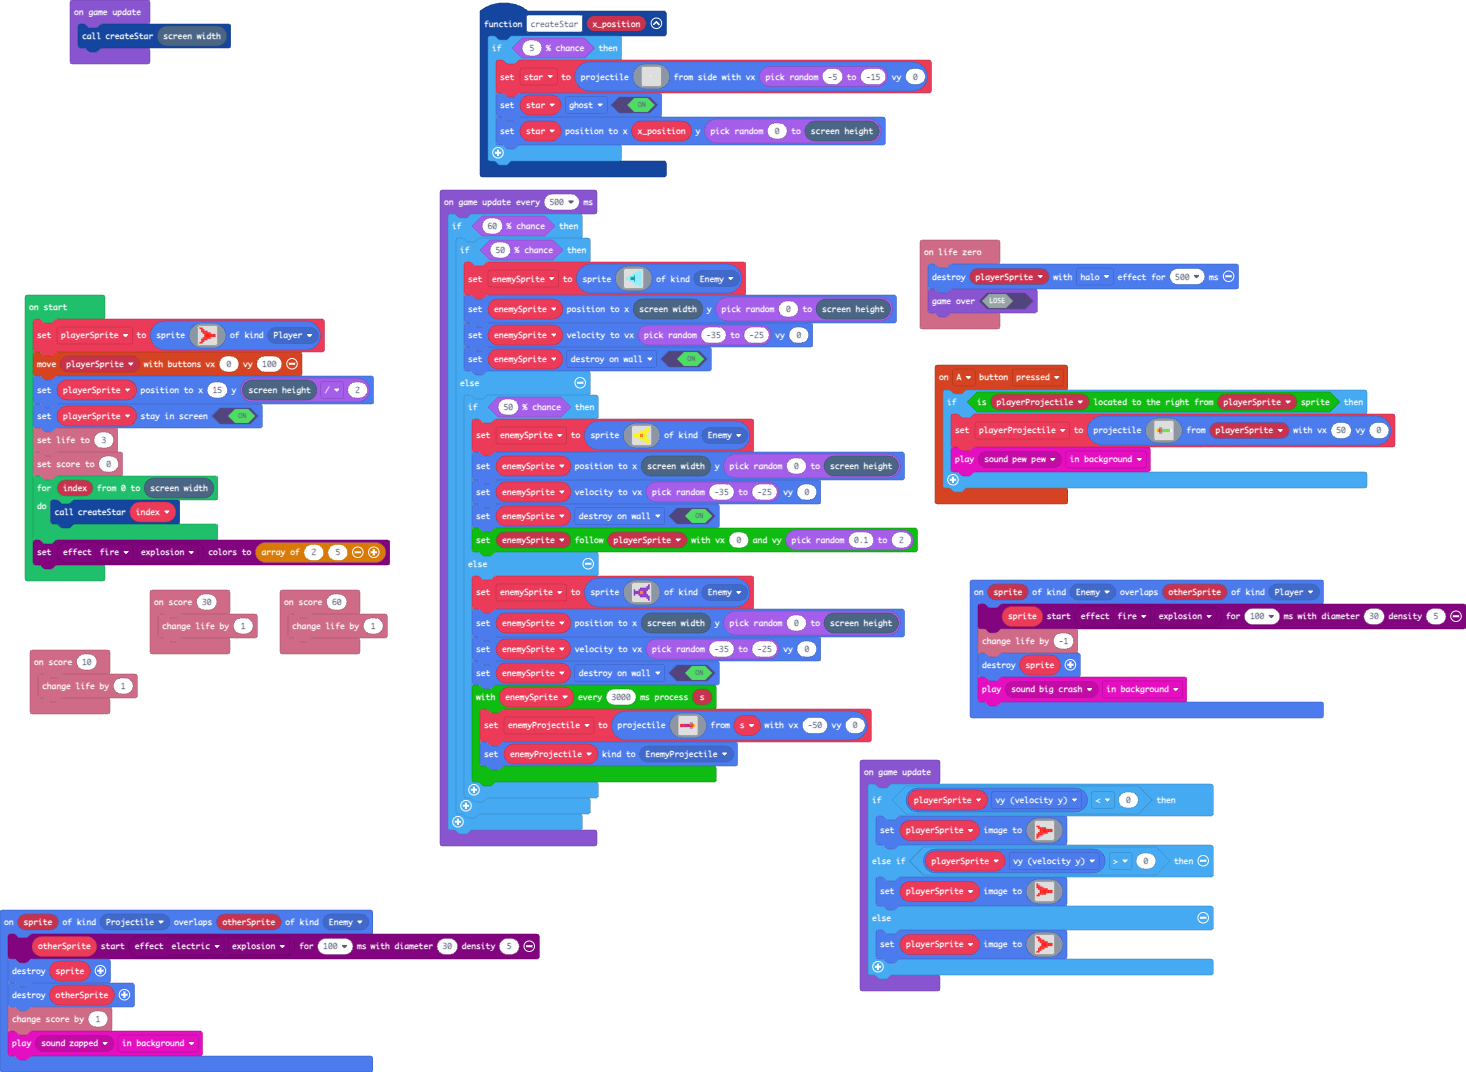 on game update
call createStar screen width
function createStar x_position
if 5 % chance then
set star to projectile from side with vx pick random -5 to -15 vy 0
set star ghost ON
set star position to x x_position y pick random 0 to screen height
on game update every 500 ms
if 60 % chance then
if 50 % chance then
set enemySprite to sprite of kind Enemy
set enemySprite position to x screen width y pick random 0 to screen height
set enemySprite velocity to vx pick random -35 to -25 vy 0
set enemySprite destroy on wall ON
else
if 50 % chance then
set enemySprite to sprite of kind Enemy
set enemySprite position to x screen width y pick random 0 to screen height
set enemySprite velocity to vx pick random -35 to -25 vy 0
set enemySprite destroy on wall ON
set enemySprite follow playerSprite with vx 0 and vy pick random 0.1 to 2
else
set enemySprite to sprite of kind Enemy
set enemySprite position to x screen width y pick random 0 to screen height
set enemySprite velocity to vx pick random -35 to -25 vy 0
set enemySprite destroy on wall ON
with enemySprite every 3000 ms process s
set enemyProjectile to projectile from s with vx -50 vy 0
set enemyProjectile kind to EnemyProjectile
on life zero
destroy playerSprite with halo effect for 500 ms
game over LOSE
on start
set playerSprite to sprite of kind Player
move playerSprite with buttons vx 0 vy 100
set playerSprite position to x 15 y screen height / 2
set playerSprite stay in screen ON
set life to 3
set score to 0
for index from 0 to screen width
do call createStar index
set effect fire explosion colors to array of 2 5
on A button pressed
if is playerProjectile located to the right from playerSprite sprite then
set playerProjectile to projectile from playerSprite with vx 50 vy 0
play sound pew pew in background
on score 30
change life by 1
on score 60
change life by 1
on score 10
change life by 1
on sprite of kind Enemy overlaps otherSprite of kind Player
sprite start effect fire explosion for 100 ms with diameter 30 density 5
change life by -1
destroy sprite
play sound big crash in background
on game update
if playerSprite vy (velocity y) < 0 then
set playerSprite image to
else if playerSprite vy (velocity y) > 0 then
set playerSprite image to
else
set playerSprite image to
on sprite of kind Projectile overlaps otherSprite of kind Enemy
otherSprite start effect electric explosion for 100 ms with diameter 30 density 5
destroy sprite
destroy otherSprite
change score by 1
play sound zapped in background